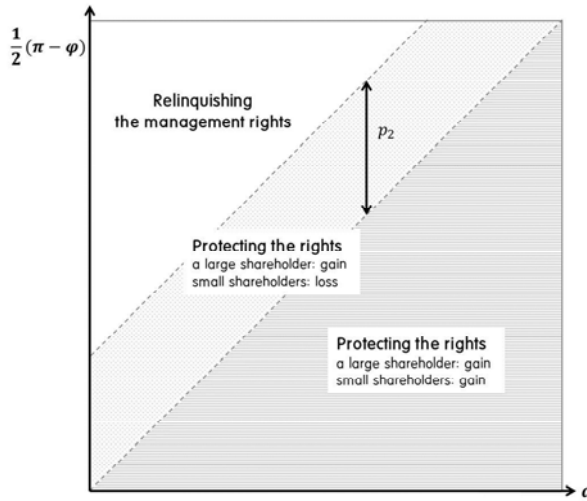 ½(π − φ)
Relinquishing
the management rights
p₂
Protecting the rights
a large shareholder: gain
small shareholders: loss
Protecting the rights
a large shareholder: gain
small shareholders: gain